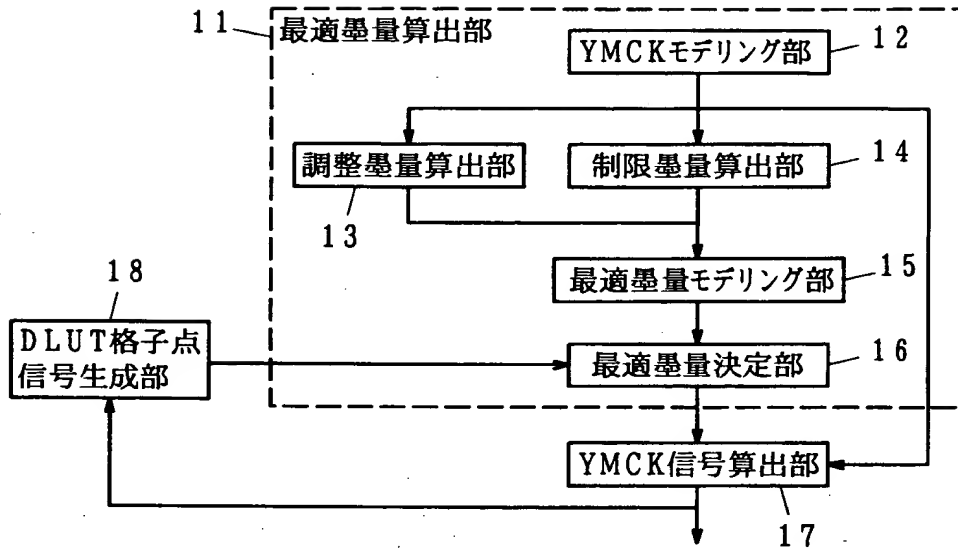 11
最適墨量算出部
YMCKモデリング部
12
調整墨量算出部
13
制限墨量算出部
14
最適墨量モデリング部
15
18
DLUT格子点
信号生成部
最適墨量決定部
16
YMCK信号算出部
17